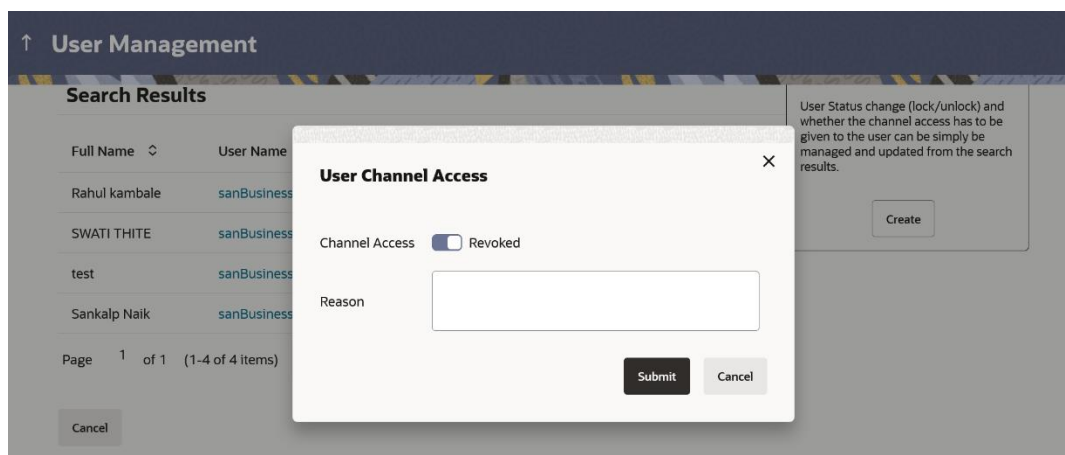 ↑ User Management
Search Results
Full Name
User Name
Rahul kambale
sanBusiness
SWATI THITE
sanBusiness
test
sanBusiness
Sankalp Naik
sanBusiness
Page 1 of 1 (1-4 of 4 items)
Cancel
User Channel Access
Channel Access Revoked
Reason
Submit
Cancel
User Status change (lock/unlock) and
whether the channel access has to be
given to the user can be simply be
managed and updated from the search
results.
Create